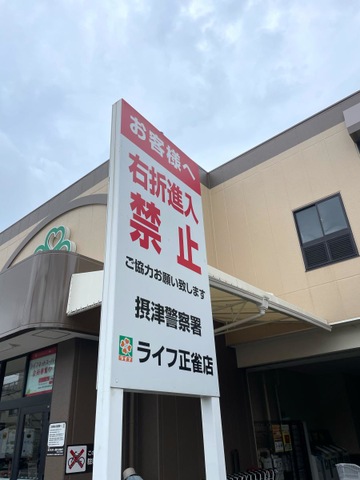 お客様へ
右折進入
禁止
ご協力お願い致します
摂津警察署
ライフ正雀店